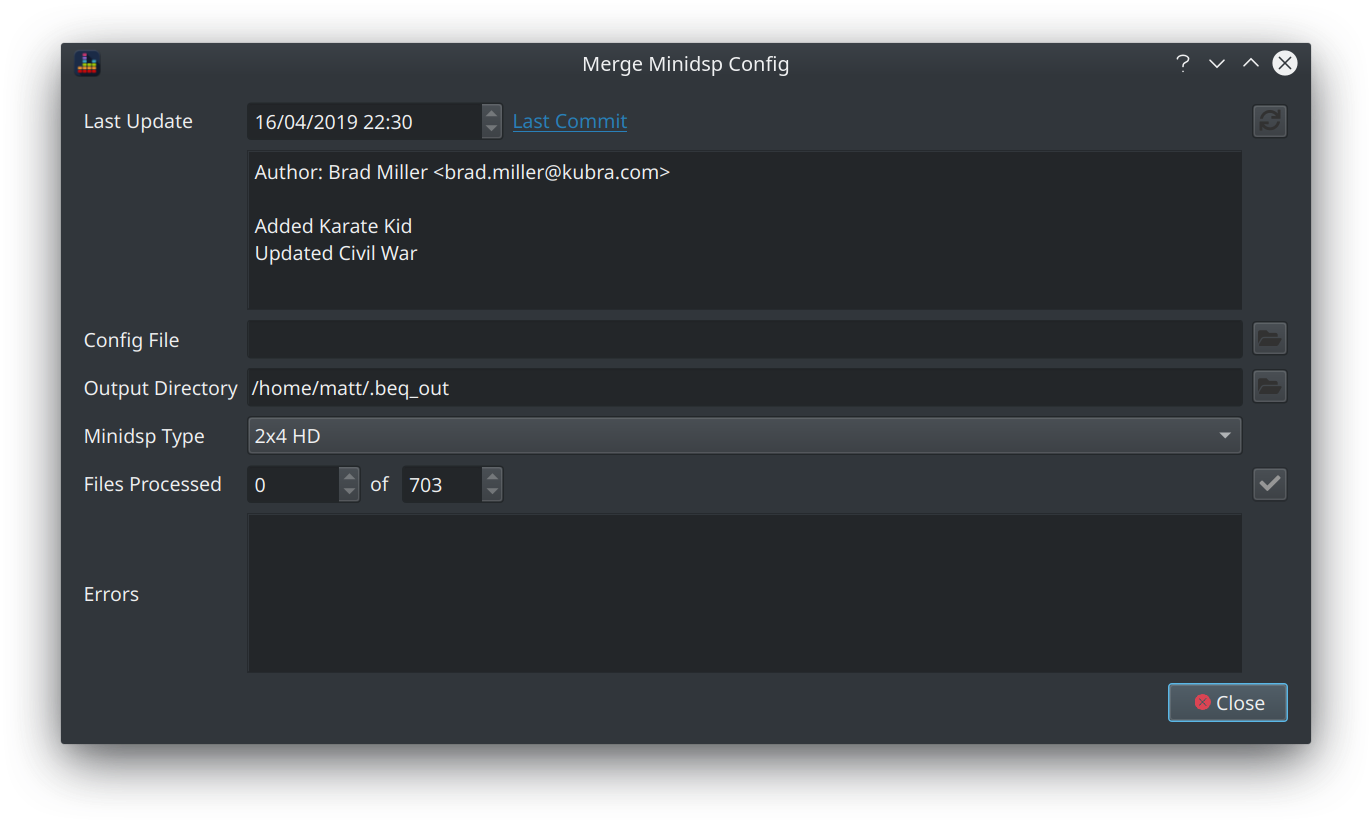 Merge Minidsp Config
?
Last Update 16/04/2019 22:30 Last Commit
Author: Brad Miller <brad.miller@kubra.com>
Added Karate Kid
Updated Civil War
Config File
Output Directory /home/matt/.beq_out
Minidsp Type 2x4 HD
Files Processed 0 of 703
Errors
Close